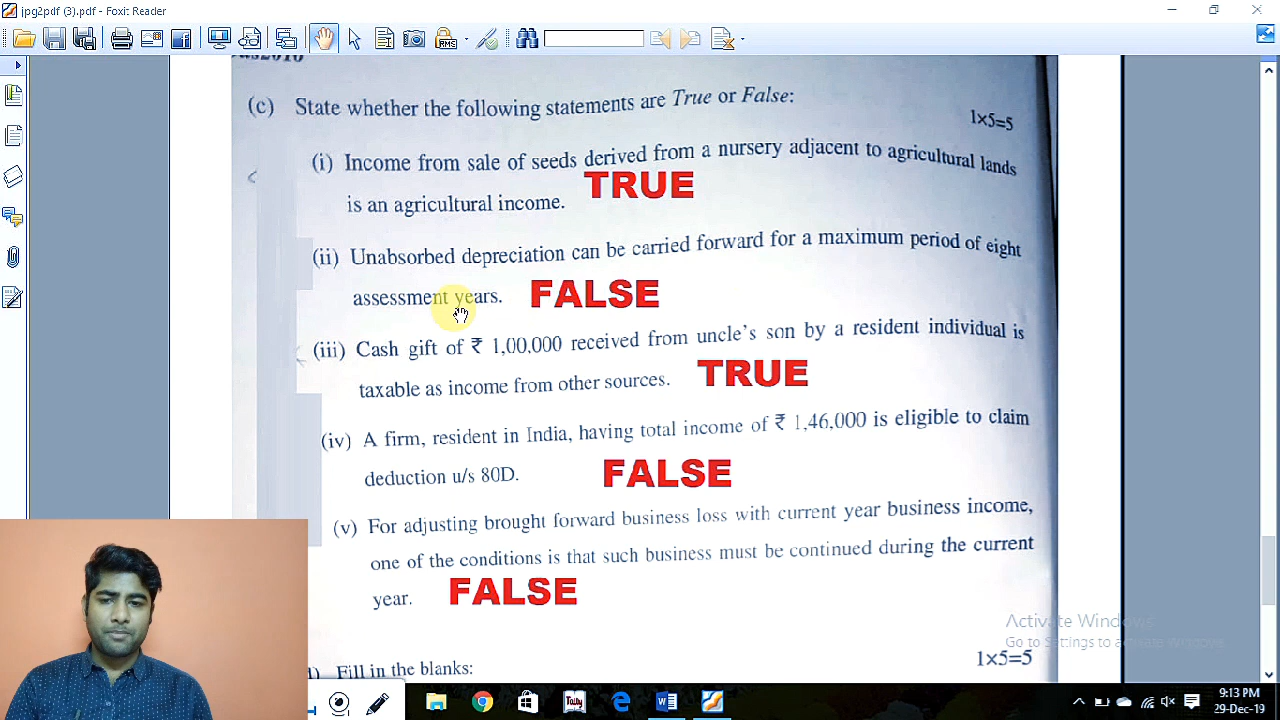 jpg2pdf (3).pdf - Foxit Reader
(c) State whether the following statements are True or False:
1×5=5
(i) Income from sale of seeds derived from a nursery adjacent to agricultural lands
is an agricultural income. TRUE
(ii) Unabsorbed depreciation can be carried forward for a maximum period of eight
assessment years. FALSE
(iii) Cash gift of ₹ 1,00,000 received from uncle's son by a resident individual is
taxable as income from other sources. TRUE
(iv) A firm, resident in India, having total income of ₹ 1,46,000 is eligible to claim
deduction u/s 80D. FALSE
(v) For adjusting brought forward business loss with current year business income,
one of the conditions is that such business must be continued during the current
year. FALSE
Activate Windows
Go to Settings to activate Windows.
Fill in the blanks:
1×5=5
9:13 PM
29-Dec-19